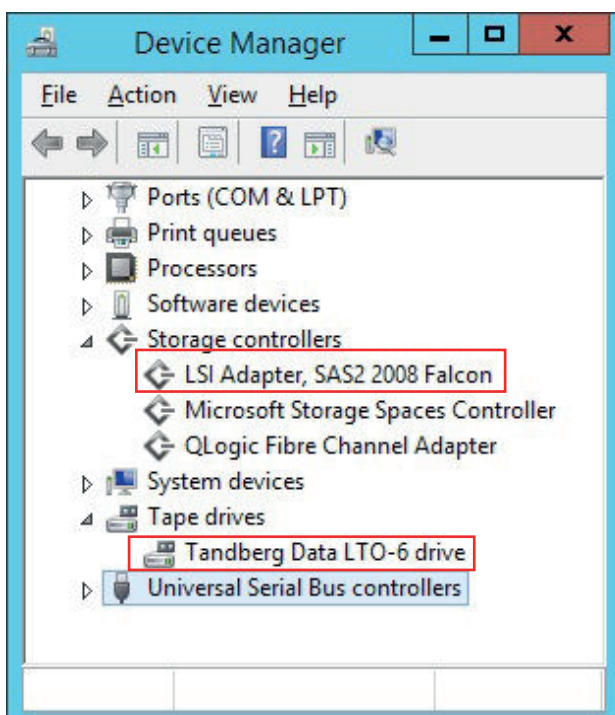 Device Manager
File Action View Help
Ports (COM & LPT)
Print queues
Processors
Software devices
Storage controllers
LSI Adapter, SAS2 2008 Falcon
Microsoft Storage Spaces Controller
QLogic Fibre Channel Adapter
System devices
Tape drives
Tandberg Data LTO-6 drive
Universal Serial Bus controllers